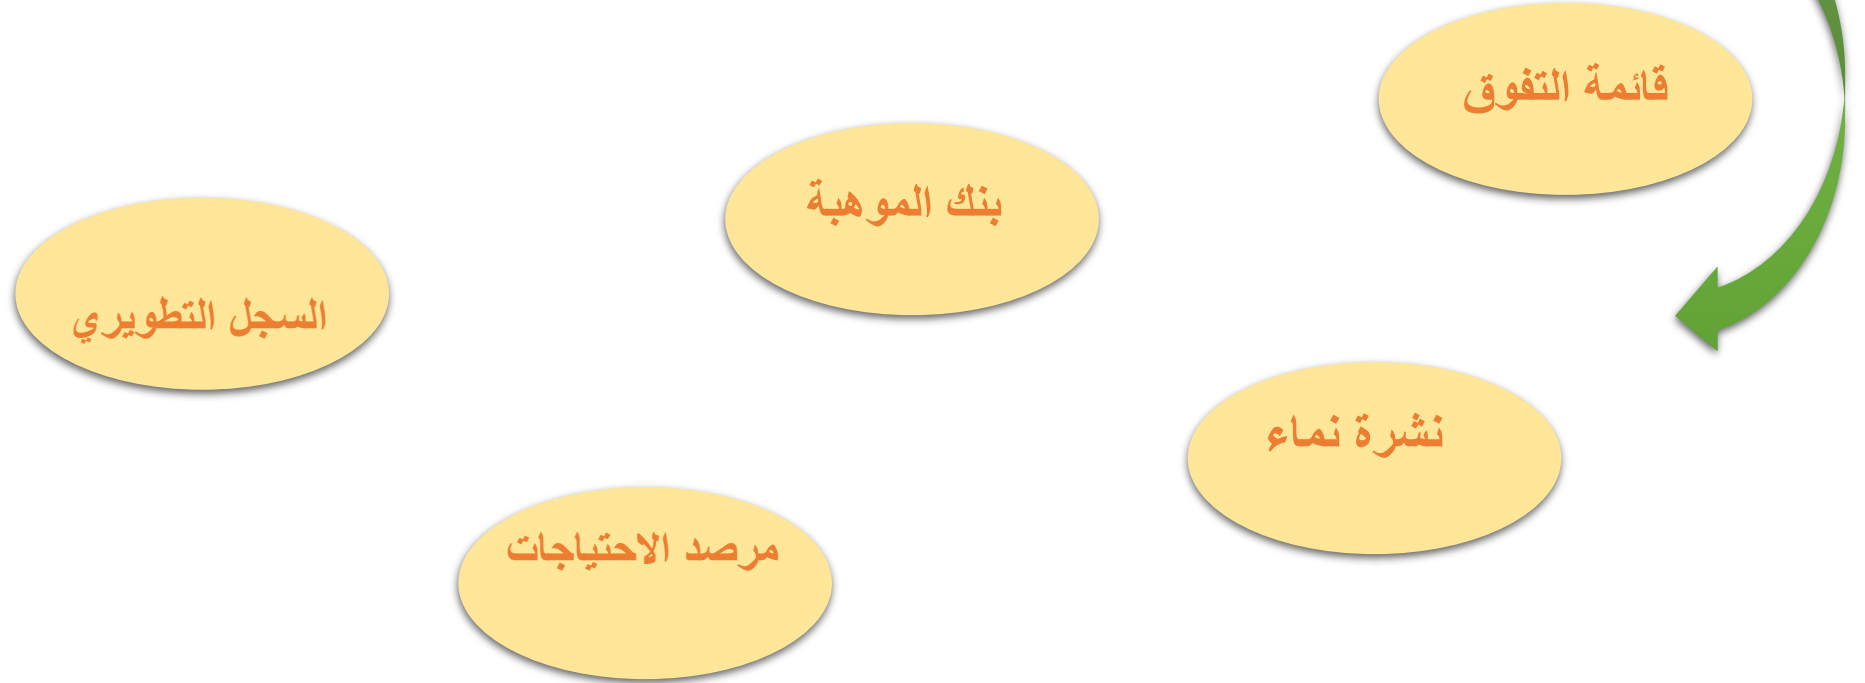 قائمة التفوق
بنك الموهبة
السجل التطويري
نشرة نماء
مرصد الاحتياجات